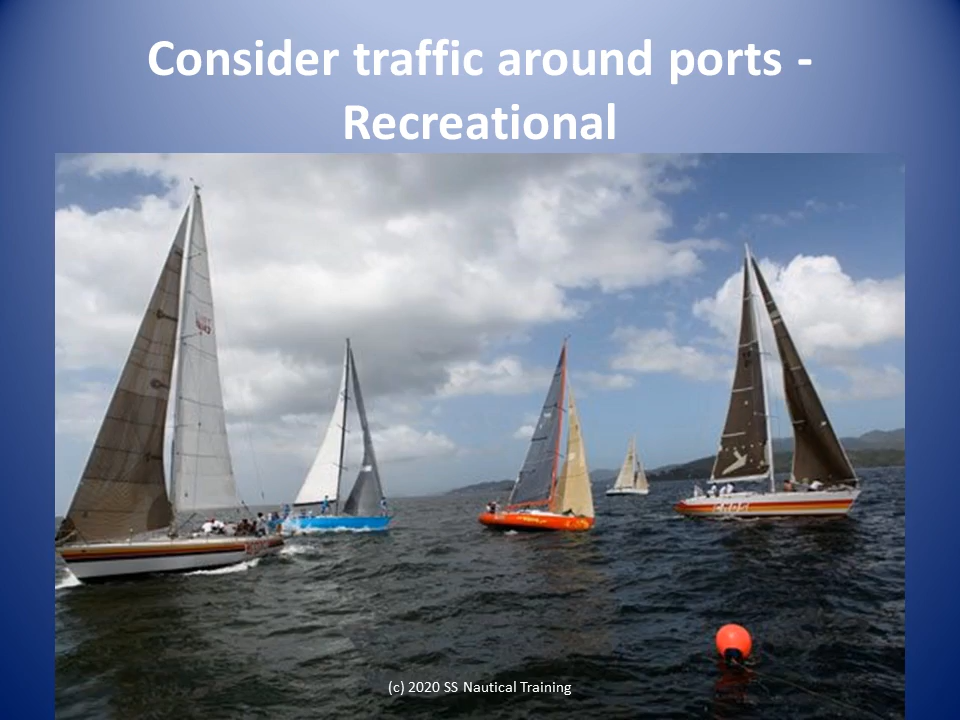 Consider traffic around ports -
Recreational
(c) 2020 SS Nautical Training